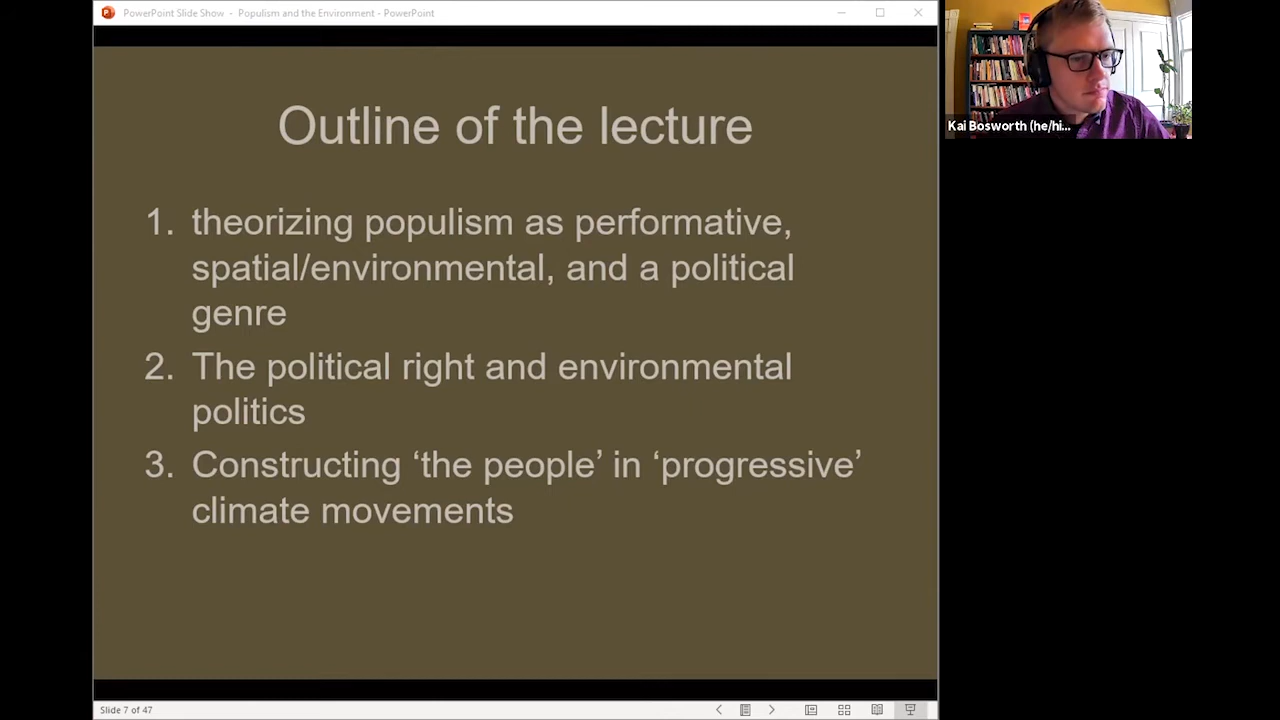 PowerPoint Slide Show - Populism and the Environment - PowerPoint
Outline of the lecture
1. theorizing populism as performative,
spatial/environmental, and a political
genre
2. The political right and environmental
politics
3. Constructing ‘the people’ in ‘progressive’
climate movements
Kai Bosworth (he/hi...
Slide 7 of 47